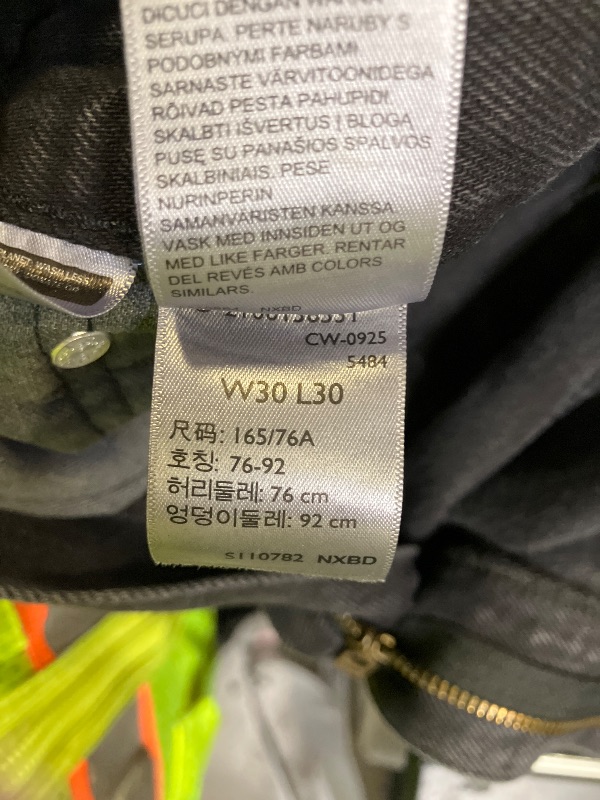 DICUCI DENGAN WARNA
SERUPA. PERTE NARUBY S
PODOBNÝMI FARBAMI.
SARNASTE VÄRVITOONIDEGA
RÕIVAD PESTA PAHUPIDI.
SKALBTI IŠVERTUS Į BLOGĄ
PUSĘ SU PANAŠIOS SPALVOS
SKALBINIAIS. PESE
NURINPERIN
SAMANVÄRISTEN KANSSA.
VASK MED INNSIDEN UT OG
MED LIKE FARGER. RENTAR
DEL REVÉS AMB COLORS
SIMILARS.
NXBD
CW-0925
5484
W30 L30
尺码: 165/76A
호칭: 76-92
허리둘레: 76 cm
엉덩이둘레: 92 cm
S110782 NXBD